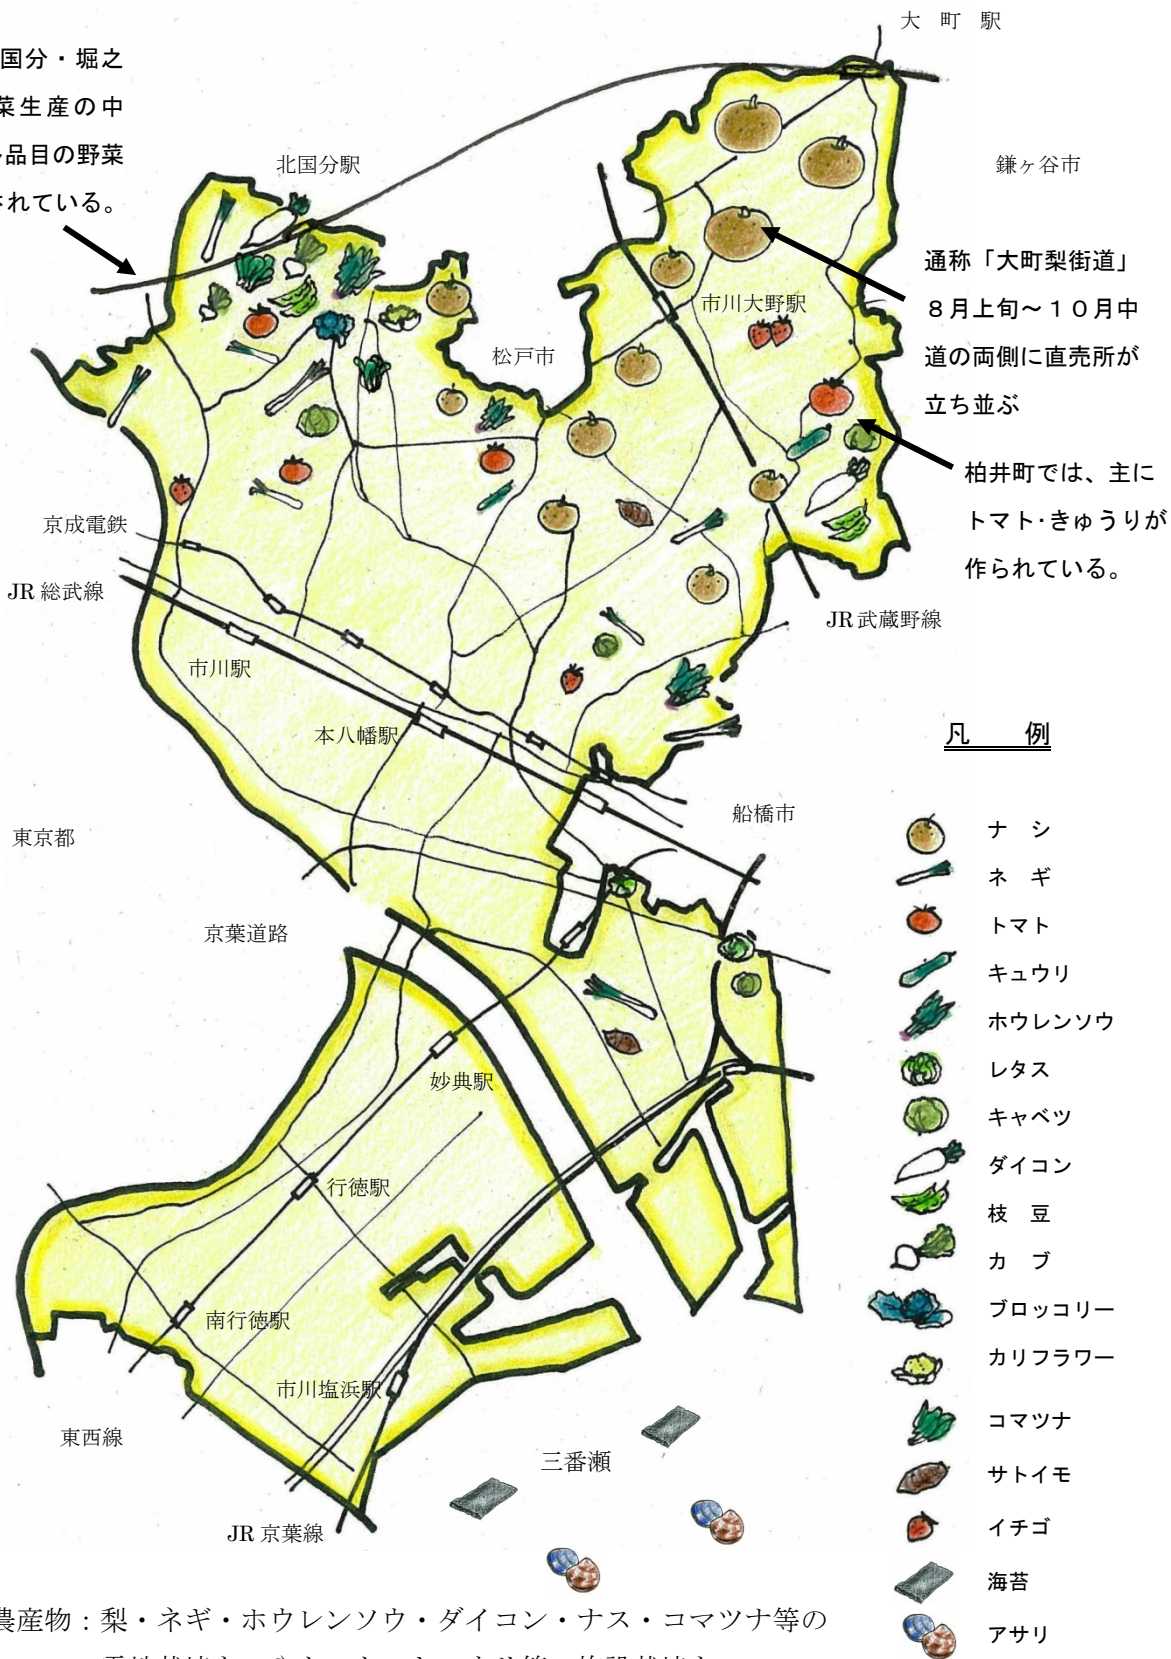 大 町 駅
国分・堀之
菜生産の中
品目の野菜
されている。
北国分駅
鎌ヶ谷市
通称「大町梨街道」
８月上旬～１０月中
道の両側に直売所が
立ち並ぶ
市川大野駅
松戸市
柏井町では、主に
トマト・きゅうりが
作られている。
京成電鉄
JR 総武線
JR 武蔵野線
市川駅
本八幡駅
凡 例
船橋市
東京都
京葉道路
ナ シ
ネ ギ
トマト
キュウリ
ホウレンソウ
レタス
キャベツ
ダイコン
枝 豆
カ ブ
ブロッコリー
カリフラワー
コマツナ
サトイモ
イチゴ
海苔
アサリ
妙典駅
行徳駅
南行徳駅
市川塩浜駅
東西線
三番瀬
JR 京葉線
農産物：梨・ネギ・ホウレンソウ・ダイコン・ナス・コマツナ等の